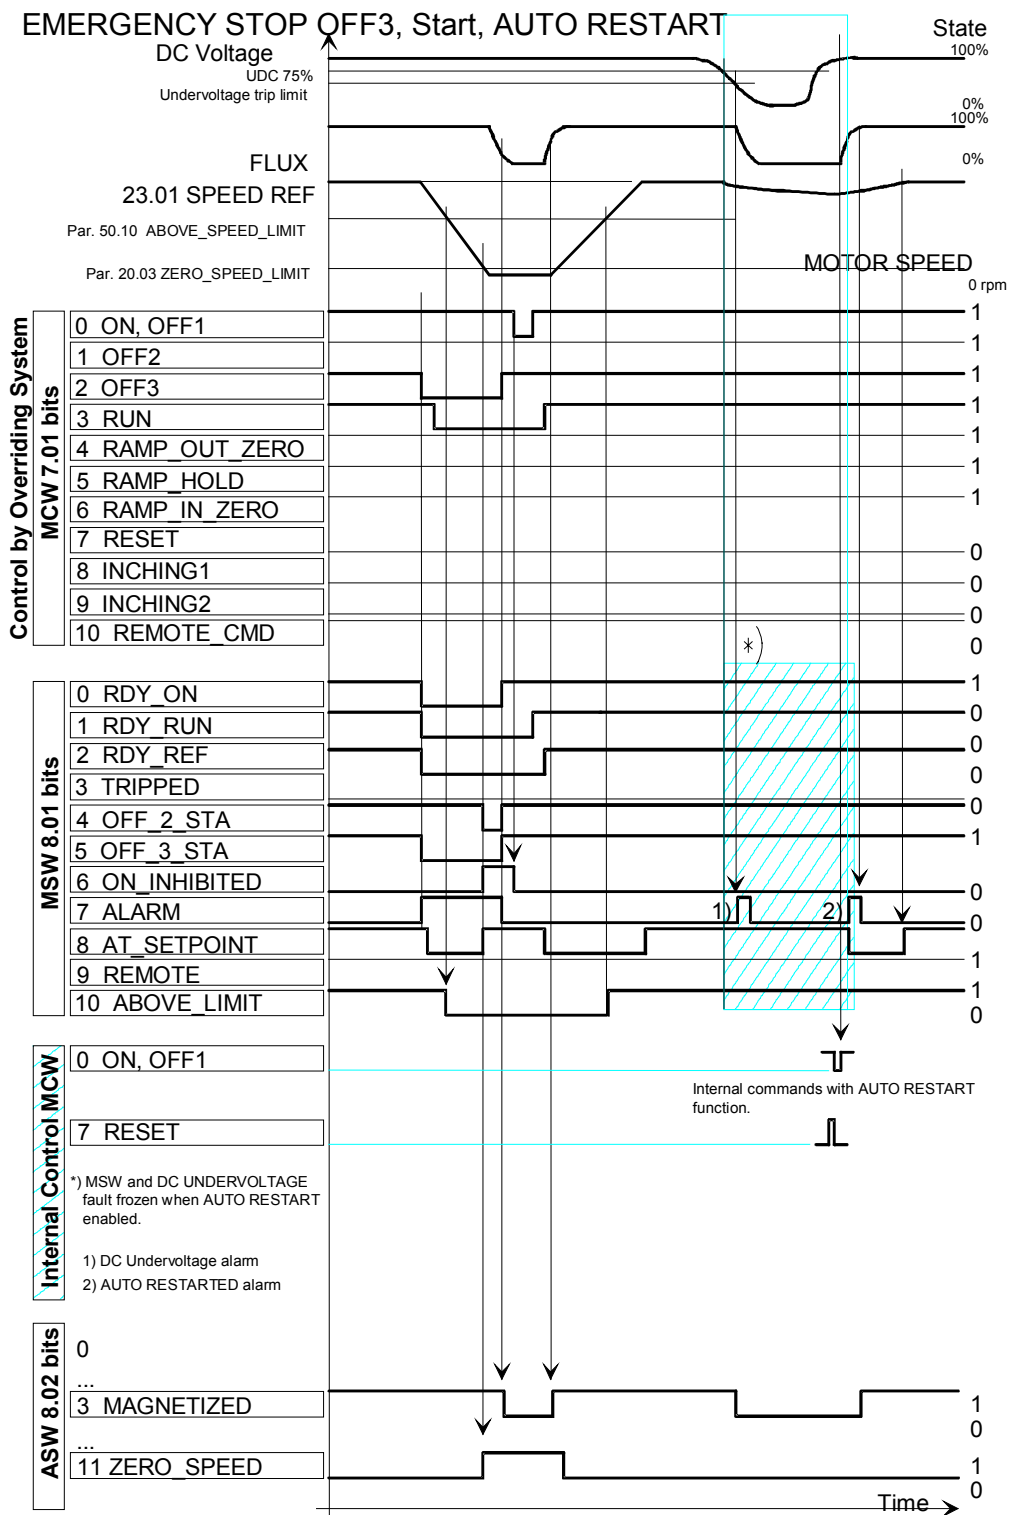 EMERGENCY STOP OFF3, Start, AUTO RESTART
State
DC Voltage
100%
UDC 75%
Undervoltage trip limit
0%
100%
FLUX
0%
23.01 SPEED REF
Par. 50.10 ABOVE_SPEED_LIMIT
MOTOR SPEED
Par. 20.03 ZERO_SPEED_LIMIT
0 rpm
Control by Overriding System
MCW 7.01 bits
0 ON, OFF1
1
1 OFF2
1
2 OFF3
1
3 RUN
1
4 RAMP_OUT_ZERO
1
5 RAMP_HOLD
1
6 RAMP_IN_ZERO
1
7 RESET
0
8 INCHING1
0
9 INCHING2
0
10 REMOTE_CMD
0
*)
MSW 8.01 bits
0 RDY_ON
1
1 RDY_RUN
0
2 RDY_REF
0
3 TRIPPED
0
4 OFF_2_STA
0
5 OFF_3_STA
1
6 ON_INHIBITED
0
7 ALARM
1)
2)
0
8 AT_SETPOINT
1
9 REMOTE
1
10 ABOVE_LIMIT
0
Internal Control MCW
0 ON, OFF1
Internal commands with AUTO RESTART
function.
7 RESET
*) MSW and DC UNDERVOLTAGE
fault frozen when AUTO RESTART
enabled.
1) DC Undervoltage alarm
2) AUTO RESTARTED alarm
ASW 8.02 bits
0
...
3 MAGNETIZED
1
0
...
11 ZERO_SPEED
1
0
Time